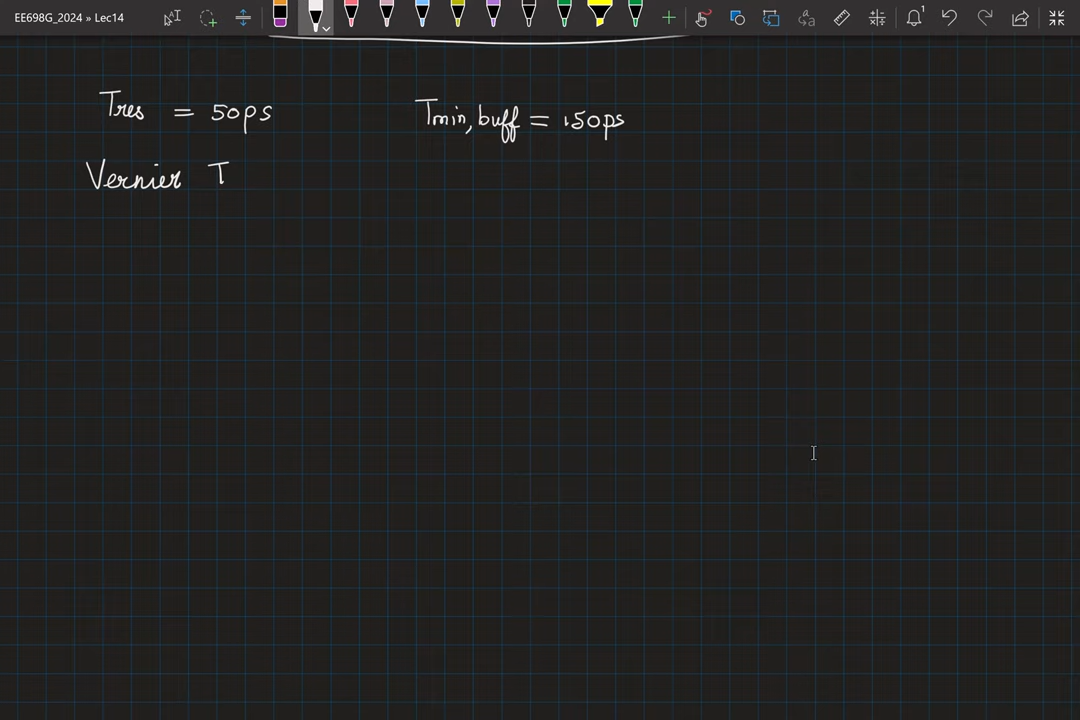 EE698G_2024 » Lec14
Tres = 50ps
Tmin, buff = 150ps
Vernier T